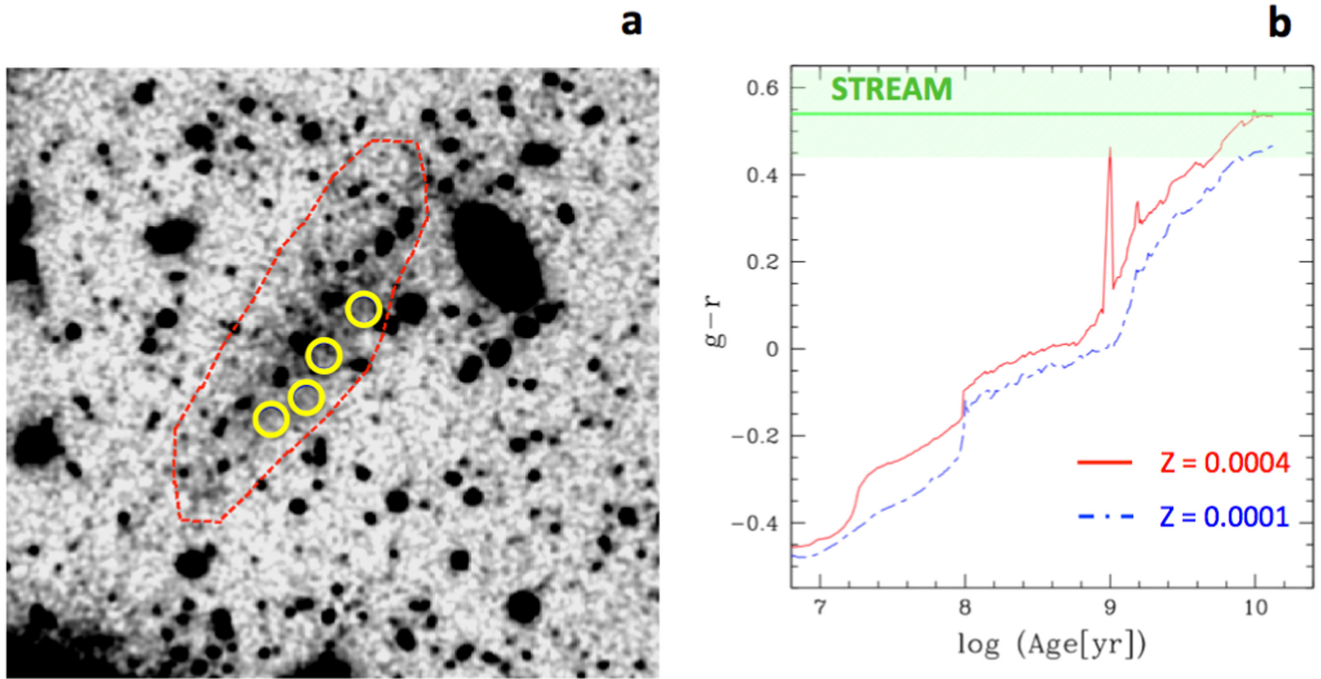 a
b
STREAM
0.6
0.4
0.2
0
−0.2
−0.4
g−r
Z = 0.0004
Z = 0.0001
7 8 9 10
log (Age[yr])